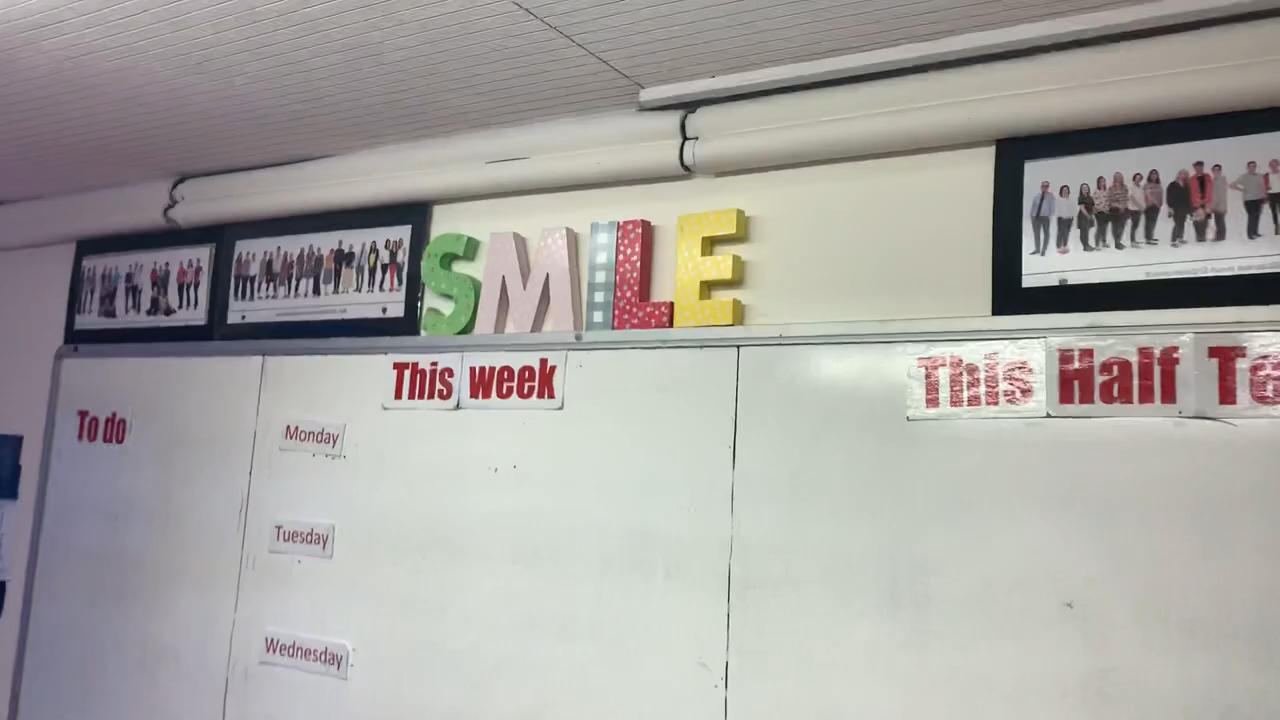 SMILE
This week
This Half Te
To do
Monday
Tuesday
Wednesday